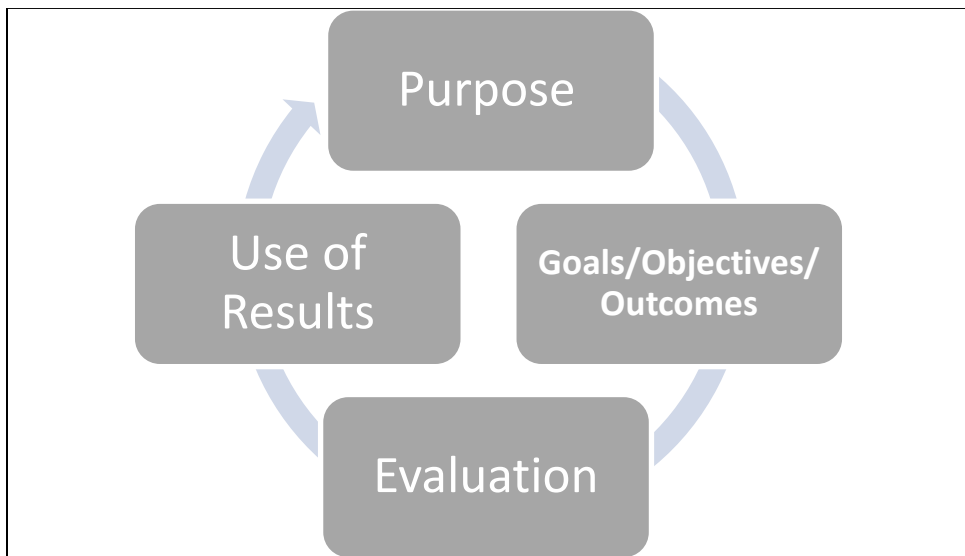 Purpose
Goals/Objectives/
Outcomes
Evaluation
Use of
Results